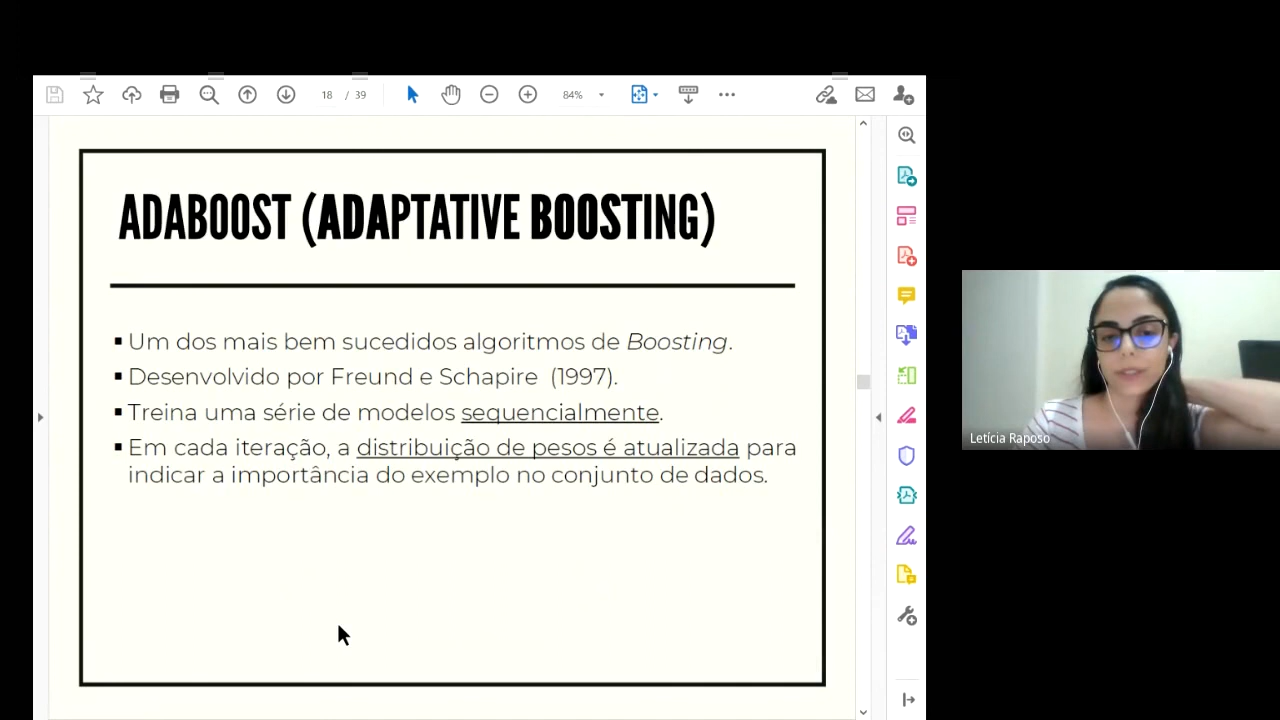 18 / 39
84%
ADABOOST (ADAPTATIVE BOOSTING)
▪ Um dos mais bem sucedidos algoritmos de Boosting.
▪ Desenvolvido por Freund e Schapire (1997).
▪ Treina uma série de modelos sequencialmente.
▪ Em cada iteração, a distribuição de pesos é atualizada para
indicar a importância do exemplo no conjunto de dados.
Letícia Raposo